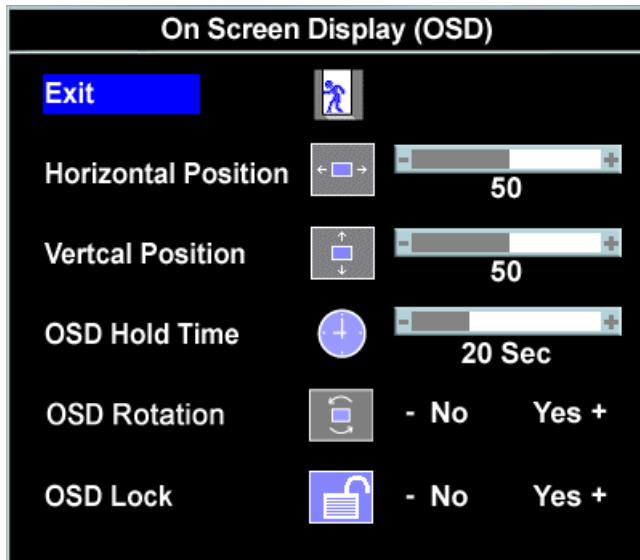 On Screen Display (OSD)
Exit
Horizontal Position - +
50
Vertcal Position - +
50
OSD Hold Time - +
20 Sec
OSD Rotation - No Yes +
OSD Lock - No Yes +